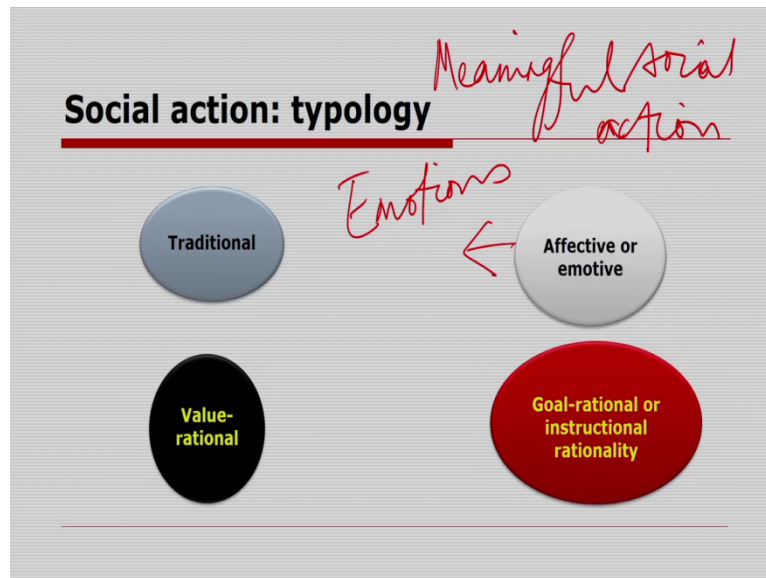 Meaningful social
action
Social action: typology
Emotions
Traditional
Affective or
emotive
Value-
rational
Goal-rational or
instructional
rationality